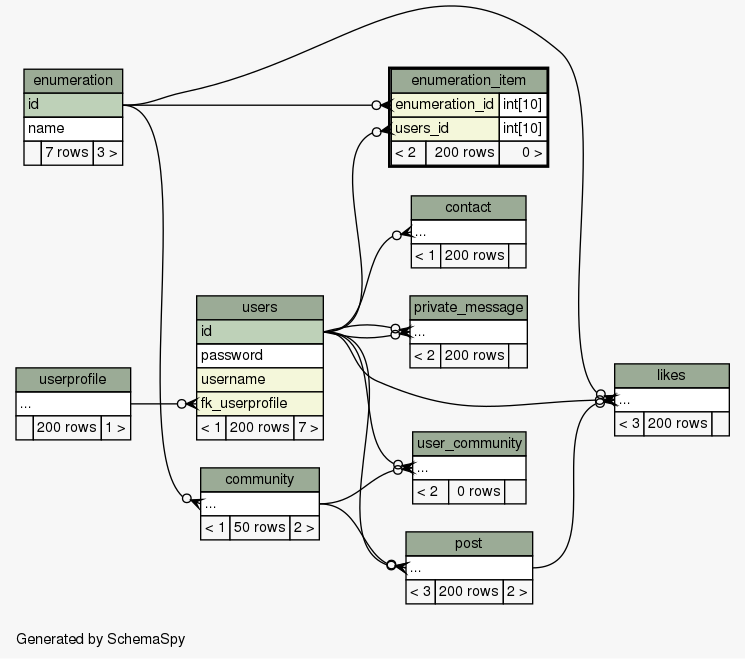 enumeration
id
name
7 rows 3 >
enumeration_item
enumeration_id int[10]
users_id int[10]
< 2 200 rows 0 >
contact
...
< 1 200 rows
users
id
password
username
fk_userprofile
< 1 200 rows 7 >
private_message
...
< 2 200 rows
userprofile
...
200 rows 1 >
likes
...
< 3 200 rows
user_community
...
< 2 0 rows
community
...
< 1 50 rows 2 >
post
...
< 3 200 rows 2 >
Generated by SchemaSpy